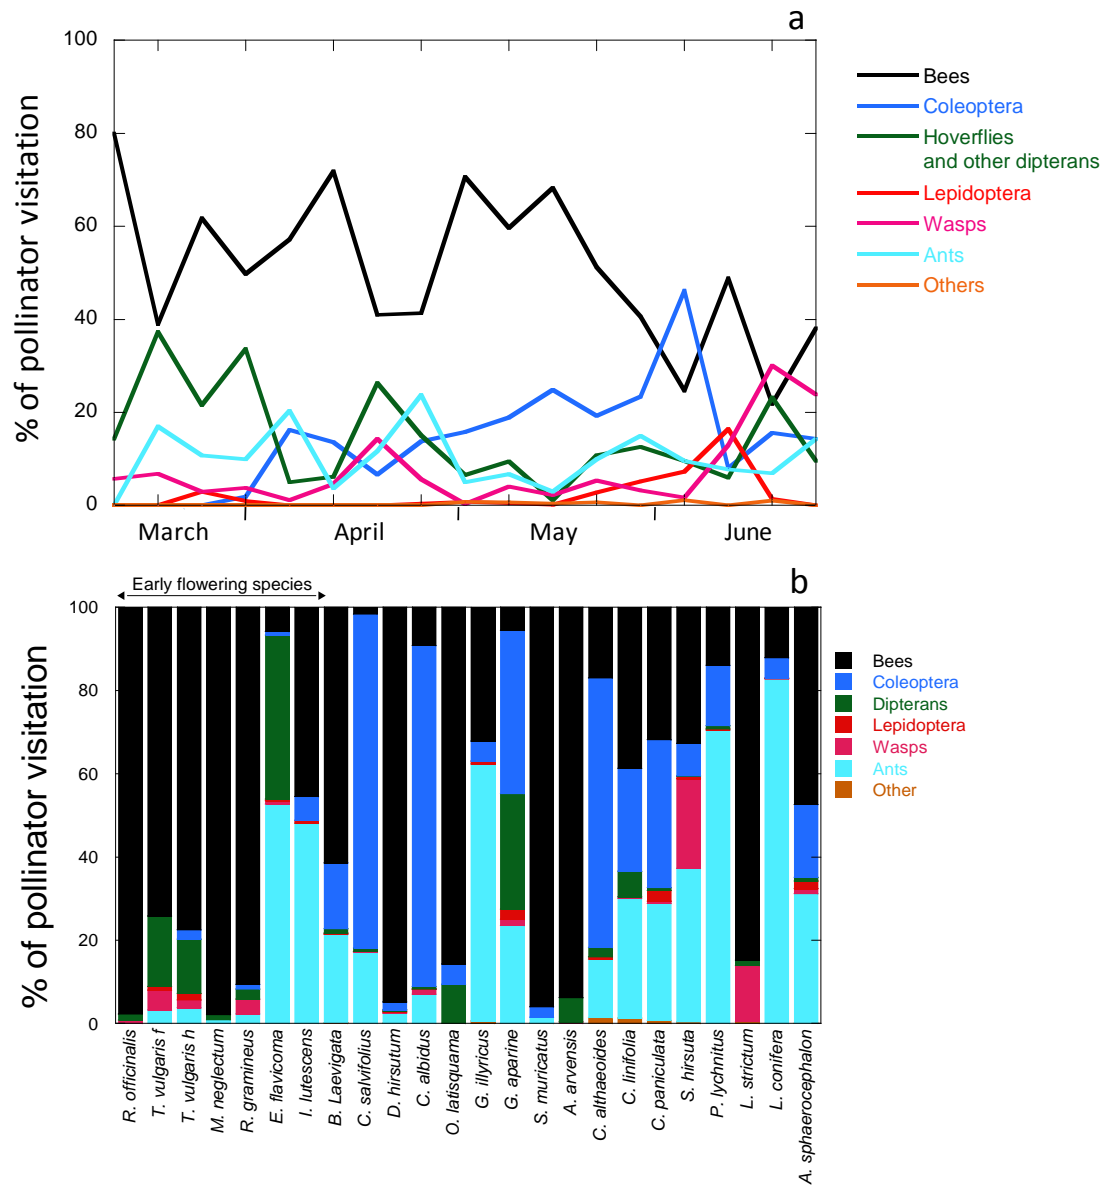 a
% of pollinator visitation
100
80
60
40
20
0
March
April
May
June
Bees
Coleoptera
Hoverflies
and other dipterans
Lepidoptera
Wasps
Ants
Others
b
Early flowering species
% of pollinator visitation
100
80
60
40
20
0
R. officinalis
T. vulgaris f
T. vulgaris h
M. neglectum
R. gramineus
E. flavicoma
I. lutescens
B. Laevigata
C. salvifolius
D. hirsutum
C. albidus
O. latisquama
G. illyricus
G. aparine
S. muricatus
A. arvensis
C. althaeoides
C. linifolia
C. paniculata
S. hirsuta
P. lychnitus
L. strictum
L. conifera
A. sphaerocephalon
Bees
Coleoptera
Dipterans
Lepidoptera
Wasps
Ants
Other